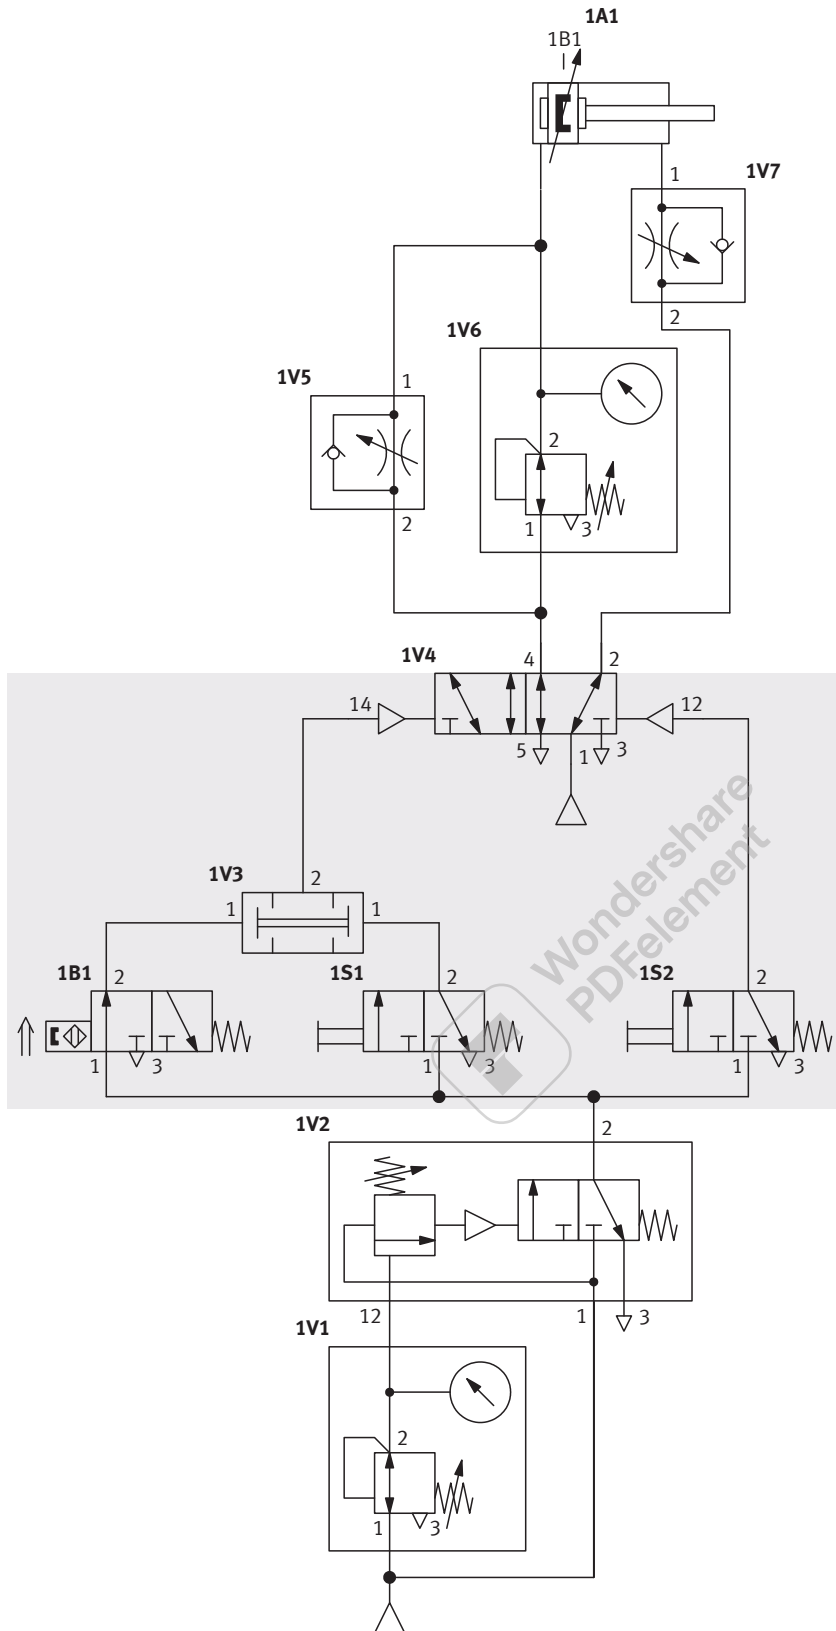 1A1
1B1
1 1V7
2
1V6
1V5
1
2
2
1 3
1V4 4 2
14 12
5 1 3
1V3 2
1 1
1B1 2 1S1 2 1S2 2
1 3 1 3 1 3
Wondershare
PDFelement
1V2 2
12 1 3
1V1
2
1 3